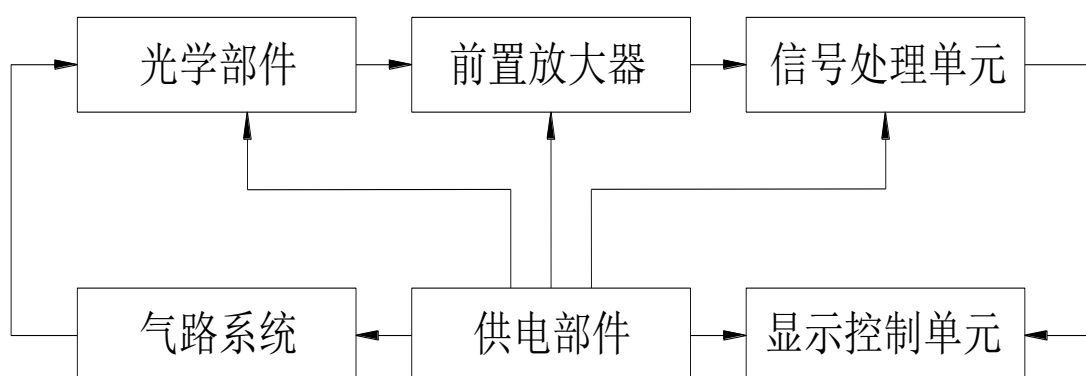 光学部件
前置放大器
信号处理单元
气路系统
供电部件
显示控制单元